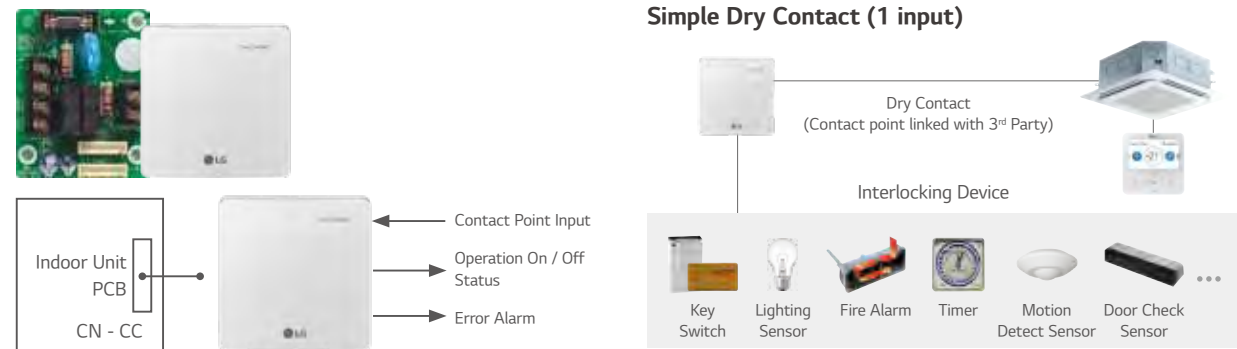 Simple Dry Contact (1 input)
LG
Dry Contact
(Contact point linked with 3rd Party)
Interlocking Device
Indoor Unit
PCB
CN - CC
LG
Contact Point Input
Operation On / Off
Status
Error Alarm
Key
Switch
Lighting
Sensor
Fire Alarm
Timer
Motion
Detect Sensor
Door Check
Sensor